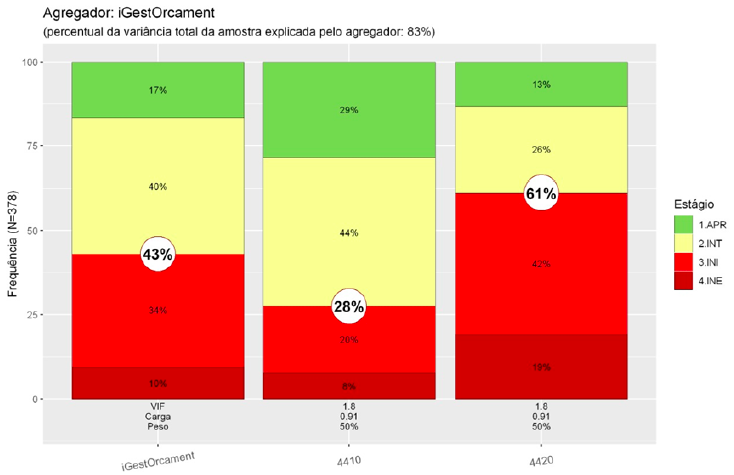 Agregador: iGestOrcament
(percentual da variância total da amostra explicada pelo agregador: 83%)
Frequência (N=378)
100
75
50
25
0
17%
40%
43%
34%
10%
29%
44%
28%
20%
8%
13%
26%
61%
42%
19%
Estágio
1.APR
2.INT
3.INI
4.INE
VIF
Carga
Peso
1.8
0.91
50%
1.8
0.91
50%
iGestOrcament
4410
4420